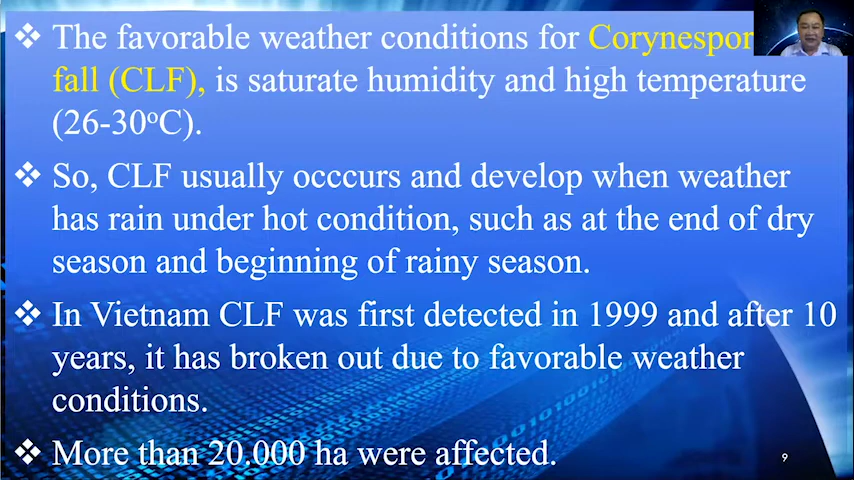 ❖ The favorable weather conditions for Corynespor
fall (CLF), is saturate humidity and high temperature
(26-30ºC).
❖ So, CLF usually occcurs and develop when weather
has rain under hot condition, such as at the end of dry
season and beginning of rainy season.
❖ In Vietnam CLF was first detected in 1999 and after 10
years, it has broken out due to favorable weather
conditions.
❖ More than 20.000 ha were affected.
9